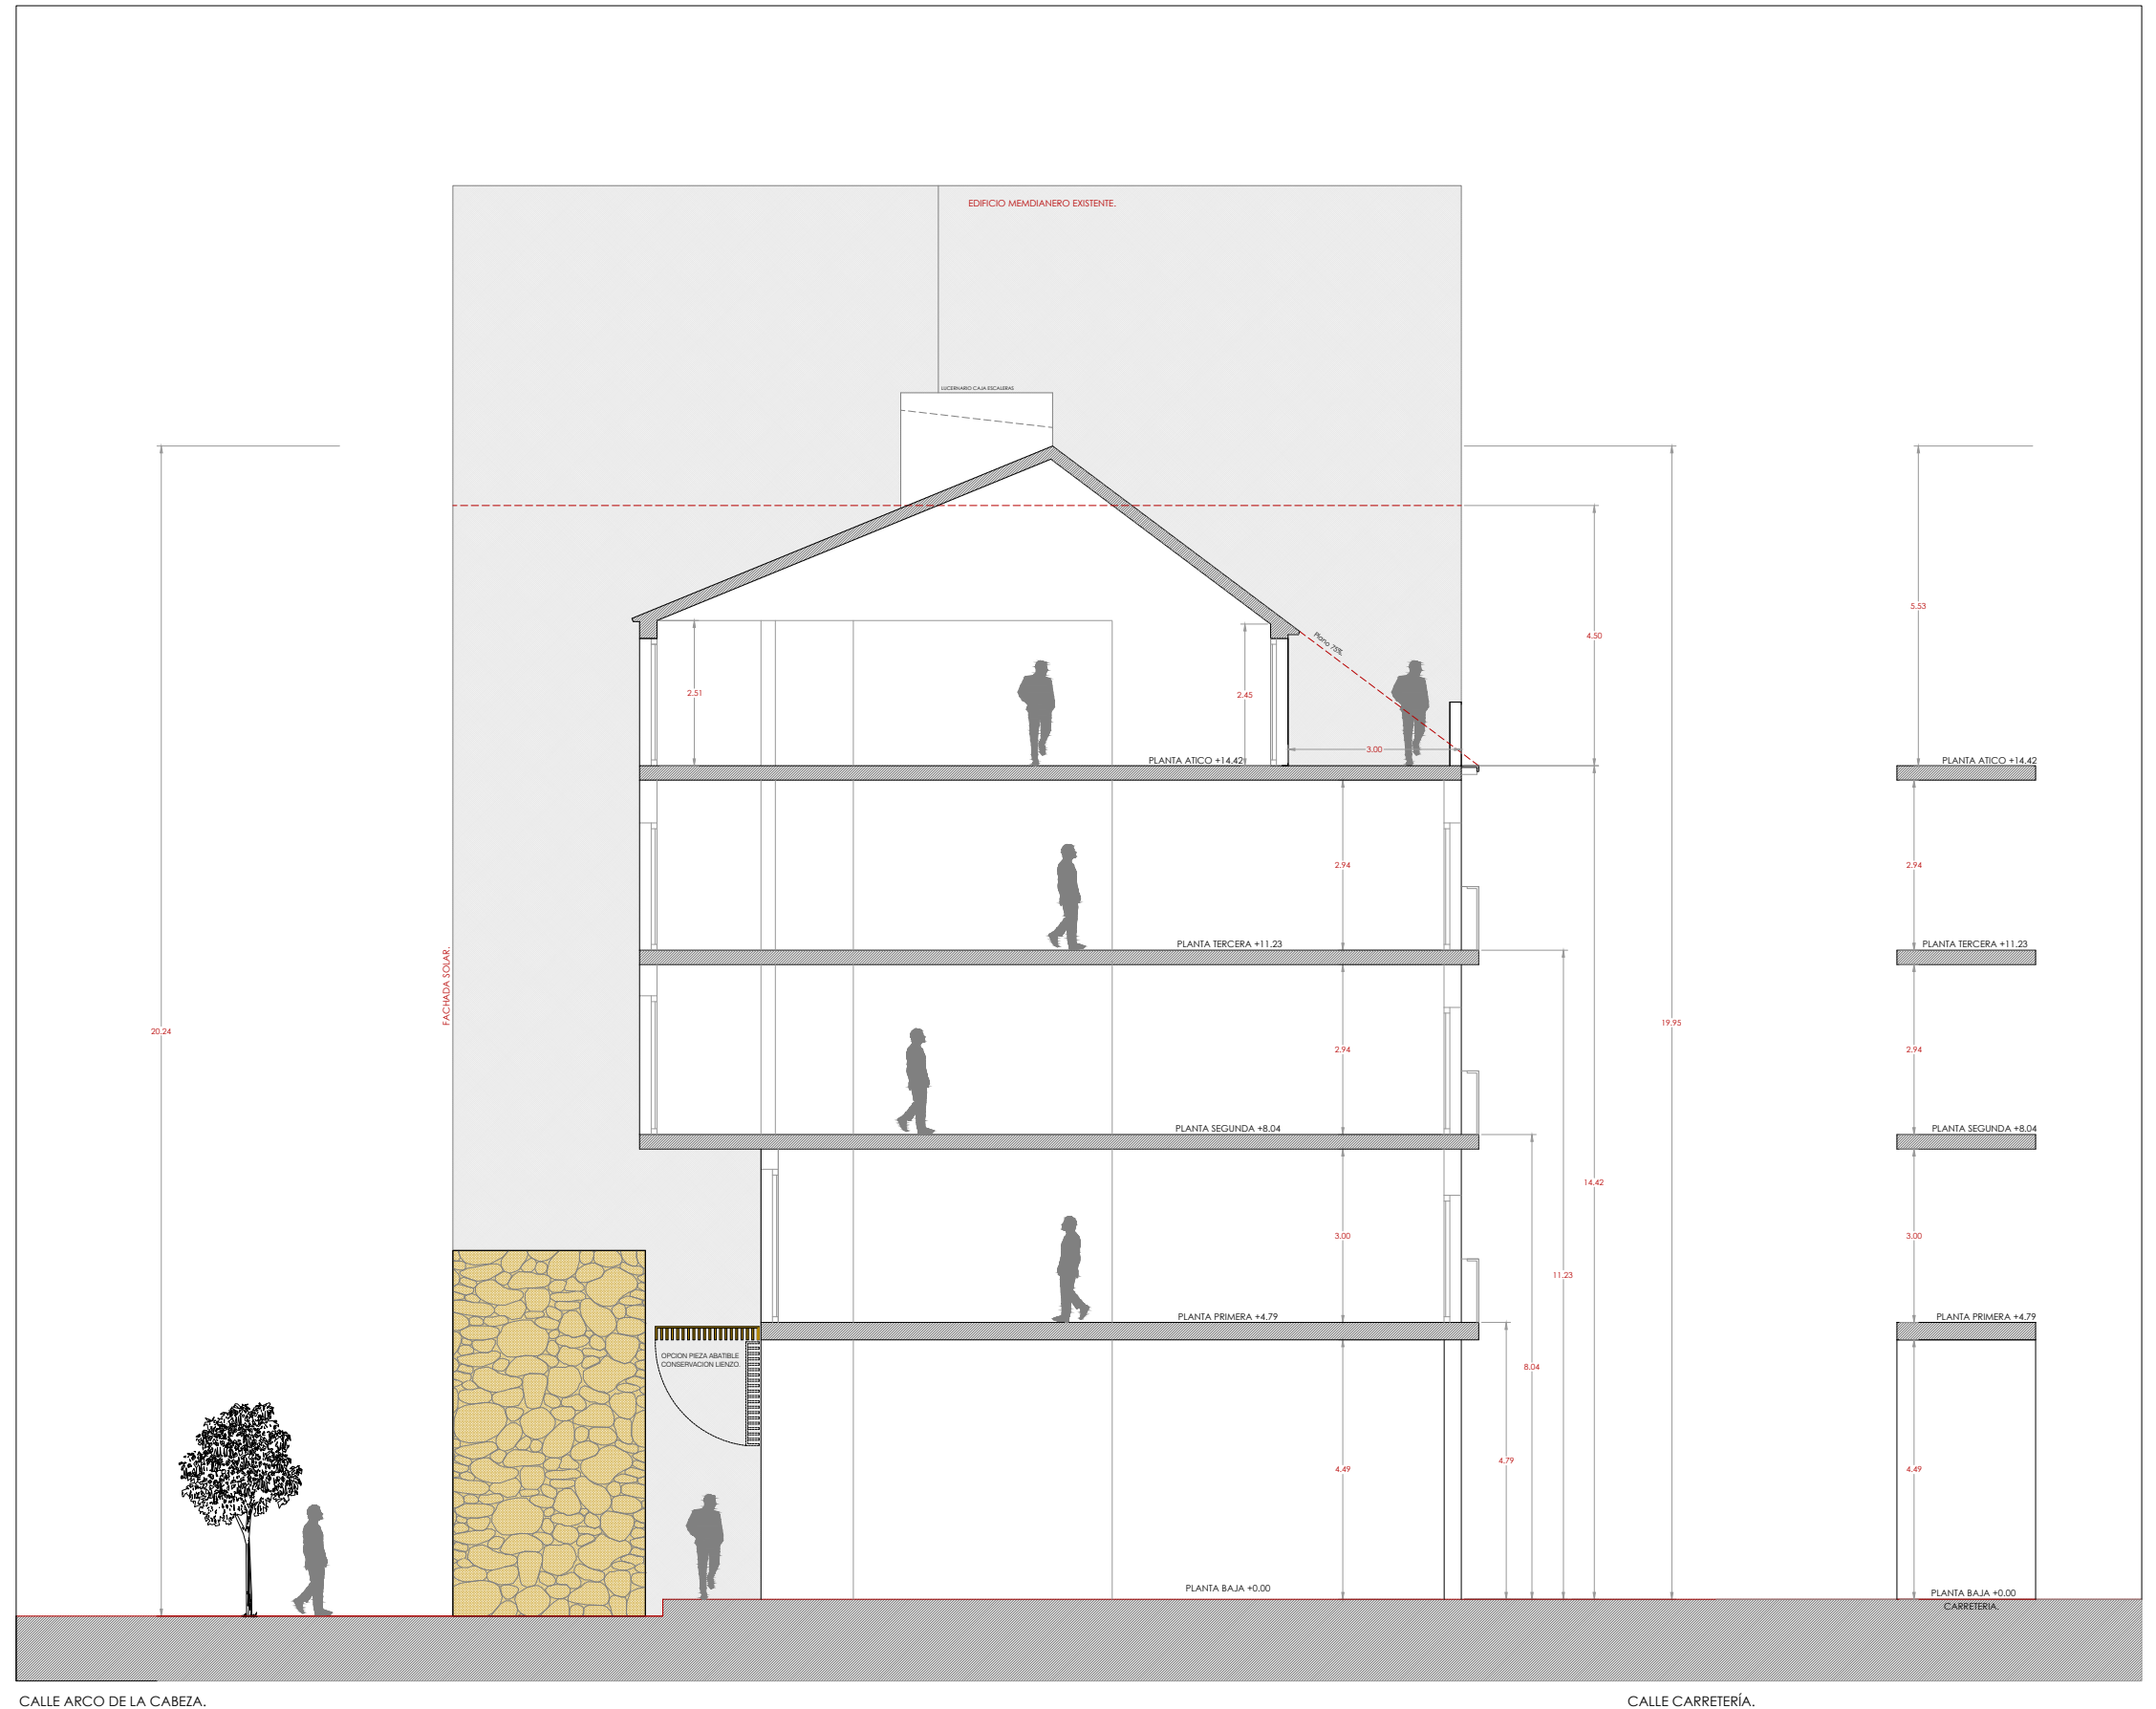 EDIFICIO MEMDIANERO EXISTENTE.
LUCERNARIO CAJA ESCALERAS
5.53
4.50
Plano 75%.
2.51
2.45
3.00
PLANTA ATICO +14.42
PLANTA ATICO +14.42
2.94
2.94
PLANTA TERCERA +11.23
PLANTA TERCERA +11.23
FACHADA SOLAR.
20.24
19.95
2.94
2.94
PLANTA SEGUNDA +8.04
PLANTA SEGUNDA +8.04
14.42
3.00
3.00
11.23
PLANTA PRIMERA +4.79
PLANTA PRIMERA +4.79
OPCION PIEZA ABATIBLE
CONSERVACION LIENZO.
8.04
4.79
4.49
4.49
PLANTA BAJA +0.00
PLANTA BAJA +0.00
CARRETERIA.
CALLE ARCO DE LA CABEZA.
CALLE CARRETERÍA.